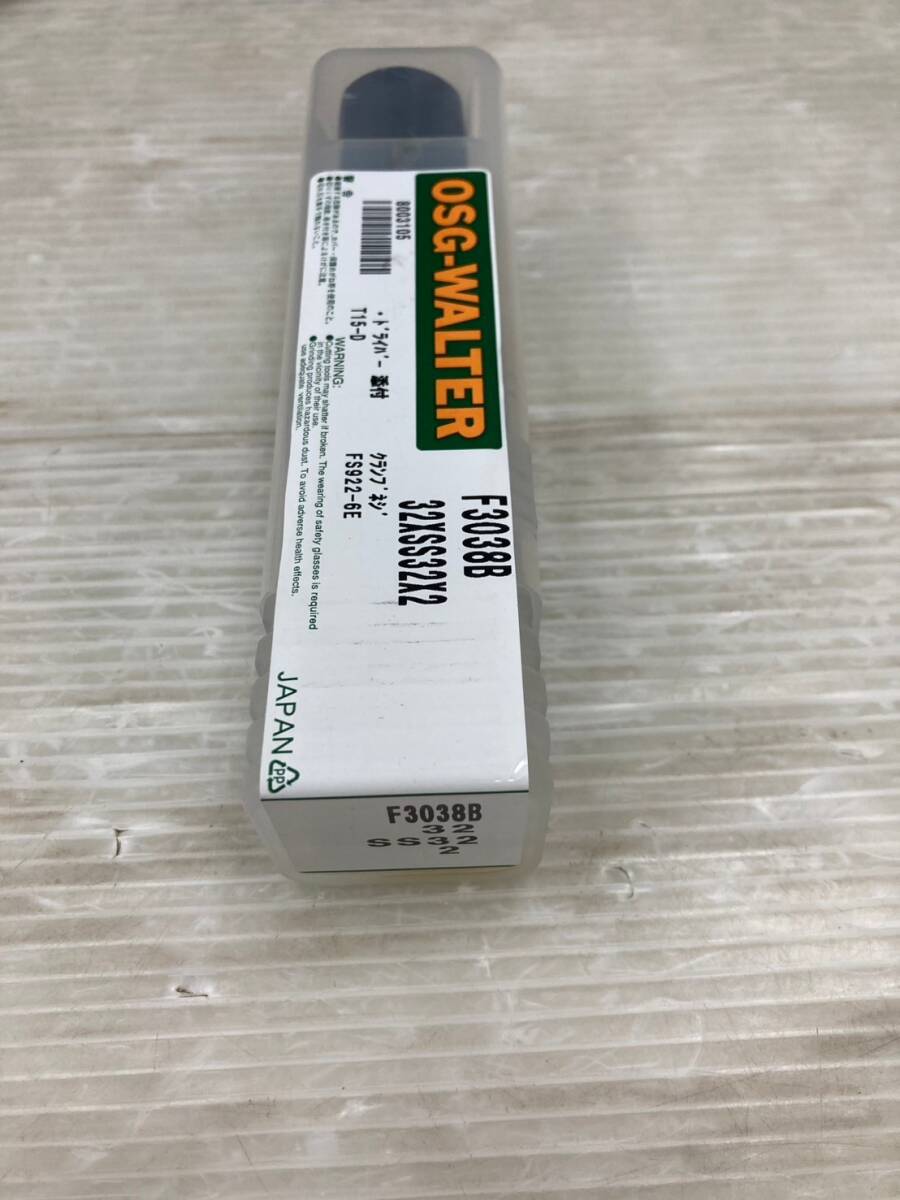 OSG-WALTER
F3038B
32XSS32X2
8003105
・ドライバー 添付
T15-D
クランプネジ
FS922-6E
警告
WARNING:
●Cutting tools may shatter if broken. The wearing of safety glasses is required
in the vicinity of their use.
●Grinding produces hazardous dust. To avoid adverse health effects,
use adequate ventilation.
JAPAN
PP
F3038B
32
SS32